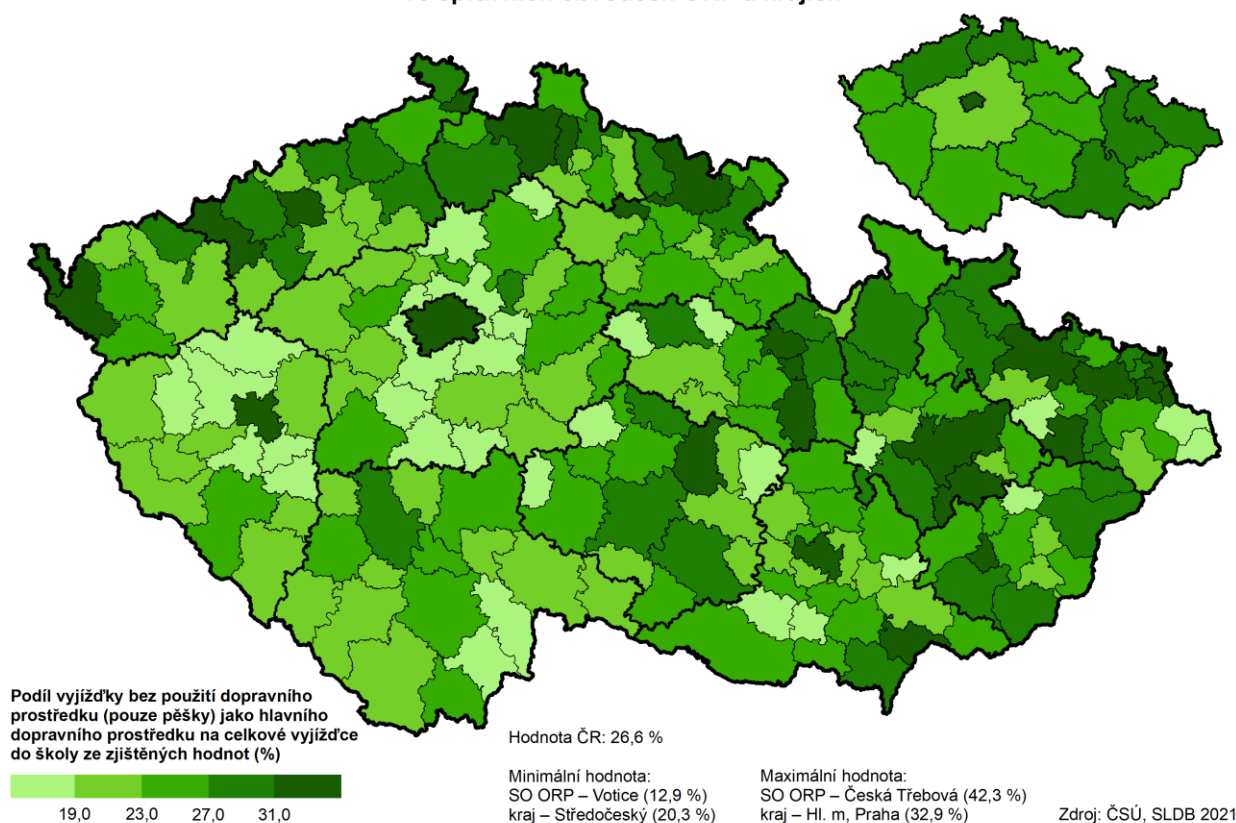 Podíl vyjížďky bez použití dopravního
prostředku (pouze pěšky) jako hlavního
dopravního prostředku na celkové vyjížďce
do školy ze zjištěných hodnot (%)
19,0 23,0 27,0 31,0
Hodnota ČR: 26,6 %
Minimální hodnota:
SO ORP – Votice (12,9 %)
kraj – Středočeský (20,3 %)
Maximální hodnota:
SO ORP – Česká Třebová (42,3 %)
kraj – Hl. m, Praha (32,9 %)
Zdroj: ČSÚ, SLDB 2021